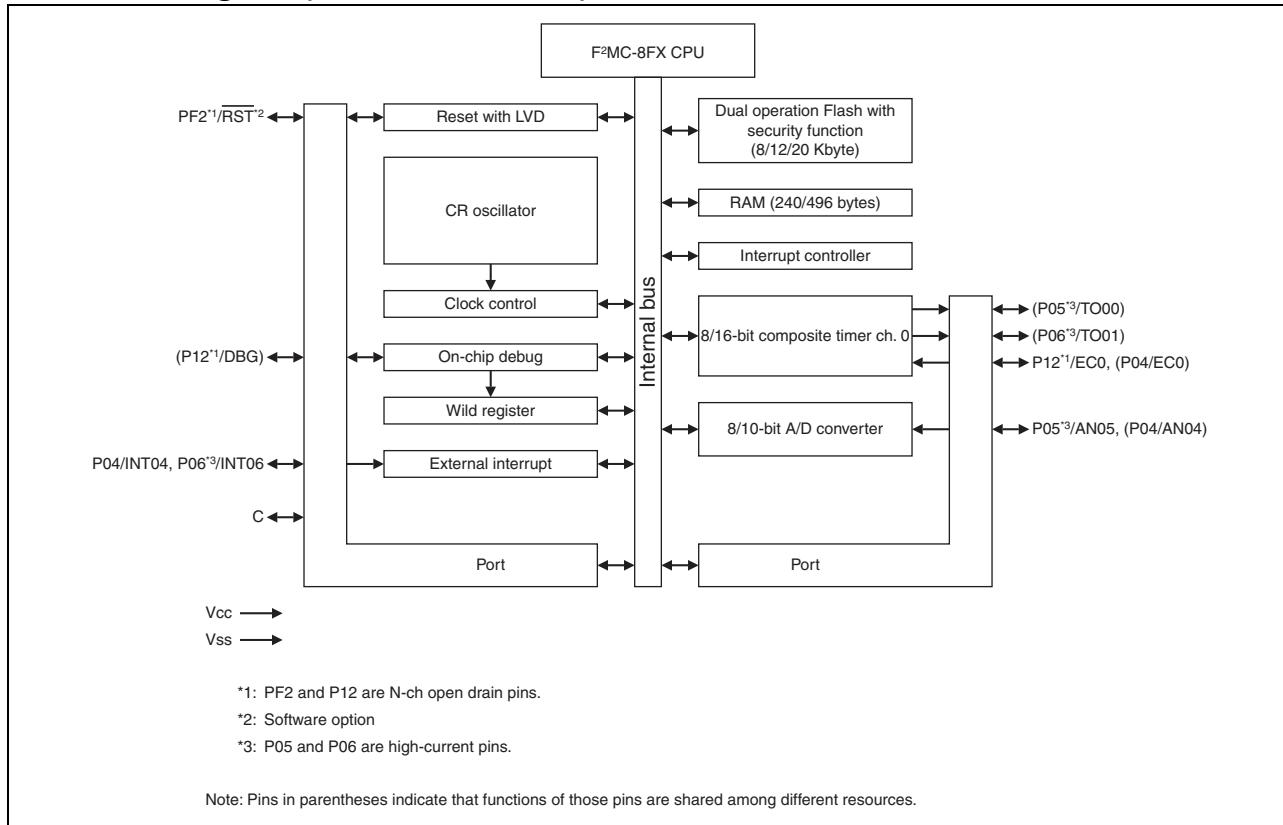 F²MC-8FX CPU
PF2*1/RST*2
Reset with LVD
Dual operation Flash with
security function
(8/12/20 Kbyte)
CR oscillator
RAM (240/496 bytes)
Interrupt controller
Clock control
Internal bus
8/16-bit composite timer ch. 0
(P05*3/TO00)
(P06*3/TO01)
P12*1/EC0, (P04/EC0)
(P12*1/DBG)
On-chip debug
Wild register
8/10-bit A/D converter
P05*3/AN05, (P04/AN04)
P04/INT04, P06*3/INT06
External interrupt
C
Port
Port
Vcc
Vss
*1: PF2 and P12 are N-ch open drain pins.
*2: Software option
*3: P05 and P06 are high-current pins.
Note: Pins in parentheses indicate that functions of those pins are shared among different resources.